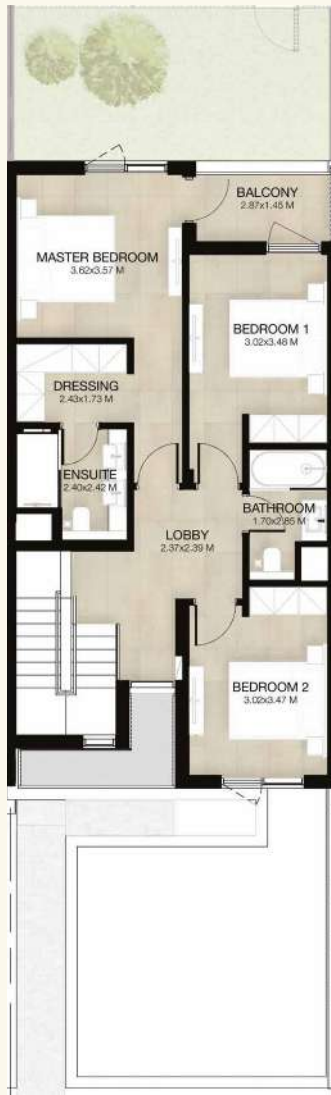 BALCONY
2.87x1.45 M
MASTER BEDROOM
3.62x3.57 M
BEDROOM 1
3.02x3.48 M
DRESSING
2.43x1.73 M
ENSUITE
2.40x2.42 M
BATHROOM
1.70x2.85 M
LOBBY
2.37x2.39 M
BEDROOM 2
3.02x3.47 M